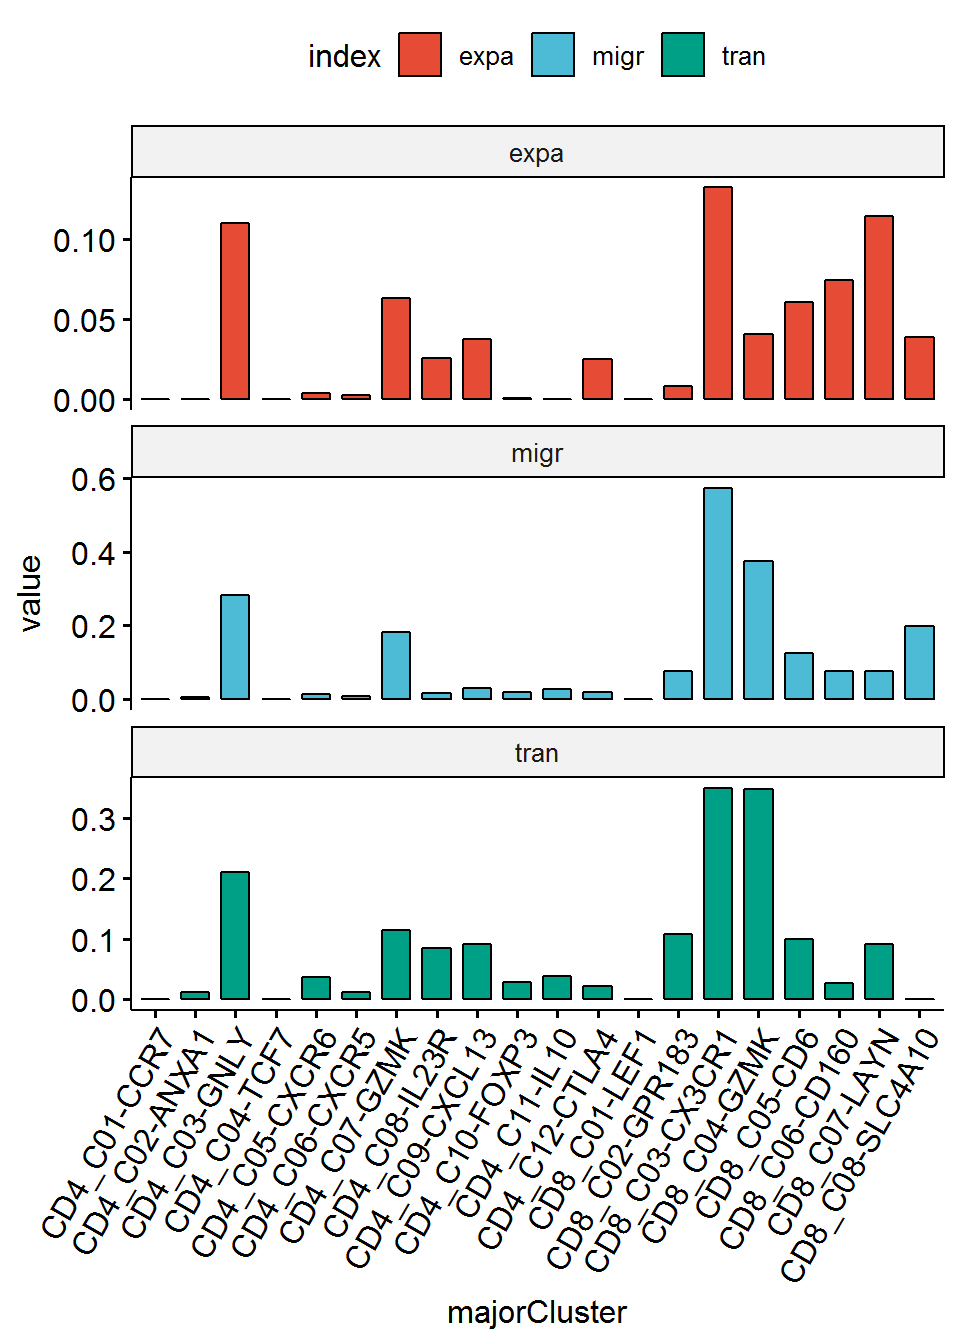 index expa migr tran
expa
0.10
0.05
0.00
migr
0.6
0.4
0.2
0.0
value
tran
0.3
0.2
0.1
0.0
CD4_C01-CCR7
CD4_C02-ANXA1
CD4_C03-GNLY
CD4_C04-TCF7
CD4_C05-CXCR6
CD4_C06-CXCR5
CD4_C07-GZMK
CD4_C08-IL23R
CD4_C09-CXCL13
CD4_C10-FOXP3
CD4_C11-IL10
CD4_C12-CTLA4
CD8_C01-LEF1
CD8_C02-GPR183
CD8_C03-CX3CR1
CD8_C04-GZMK
CD8_C05-CD6
CD8_C06-CD160
CD8_C07-LAYN
CD8_C08-SLC4A10
majorCluster